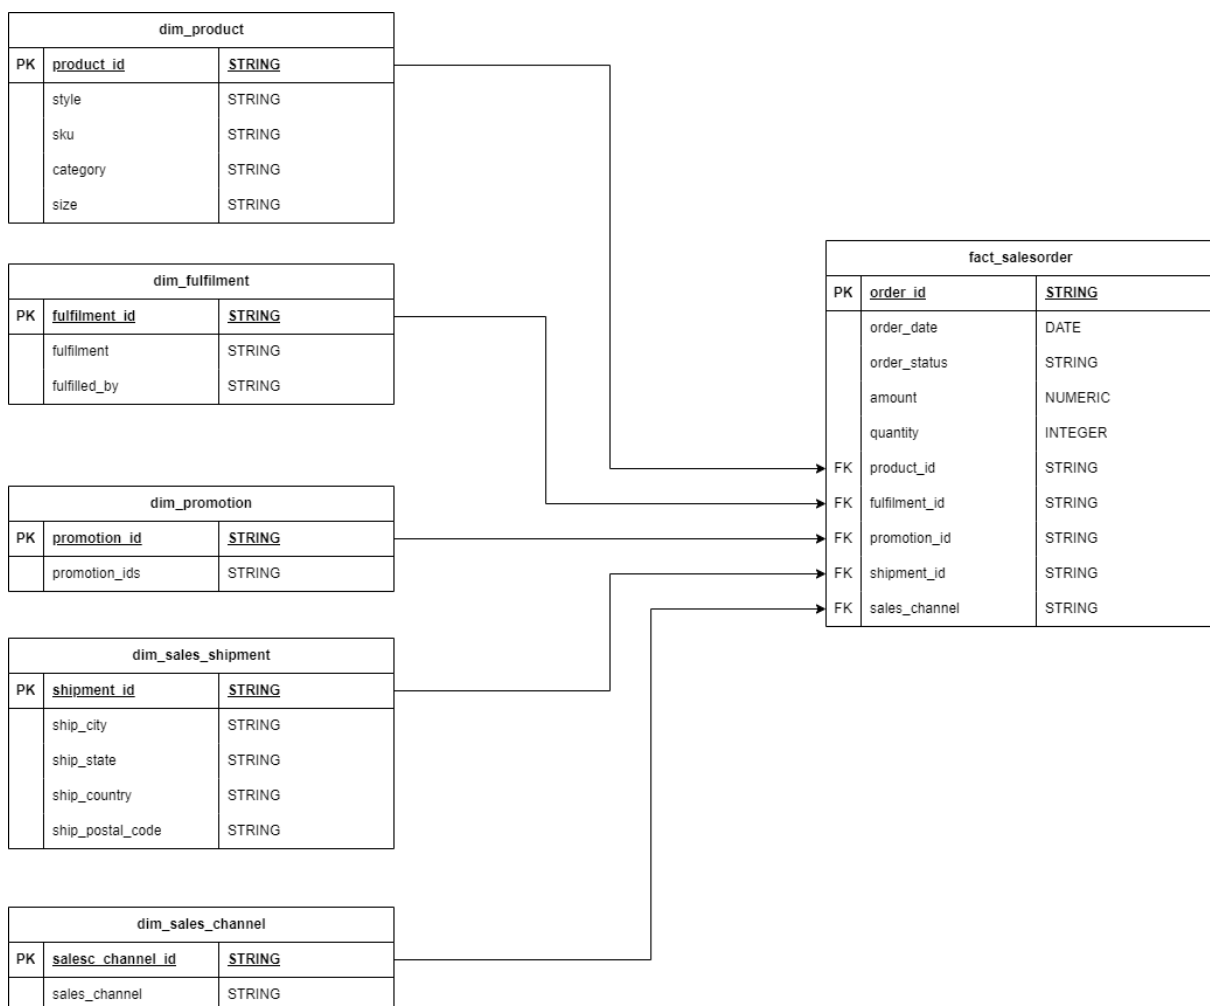 dim_product
PK product_id STRING
style STRING
sku STRING
category STRING
size STRING
dim_fulfilment
PK fulfilment_id STRING
fulfilment STRING
fulfilled_by STRING
dim_promotion
PK promotion_id STRING
promotion_ids STRING
dim_sales_shipment
PK shipment_id STRING
ship_city STRING
ship_state STRING
ship_country STRING
ship_postal_code STRING
dim_sales_channel
PK salesc_channel_id STRING
sales_channel STRING
fact_salesorder
PK order_id STRING
order_date DATE
order_status STRING
amount NUMERIC
quantity INTEGER
FK product_id STRING
FK fulfilment_id STRING
FK promotion_id STRING
FK shipment_id STRING
FK sales_channel STRING